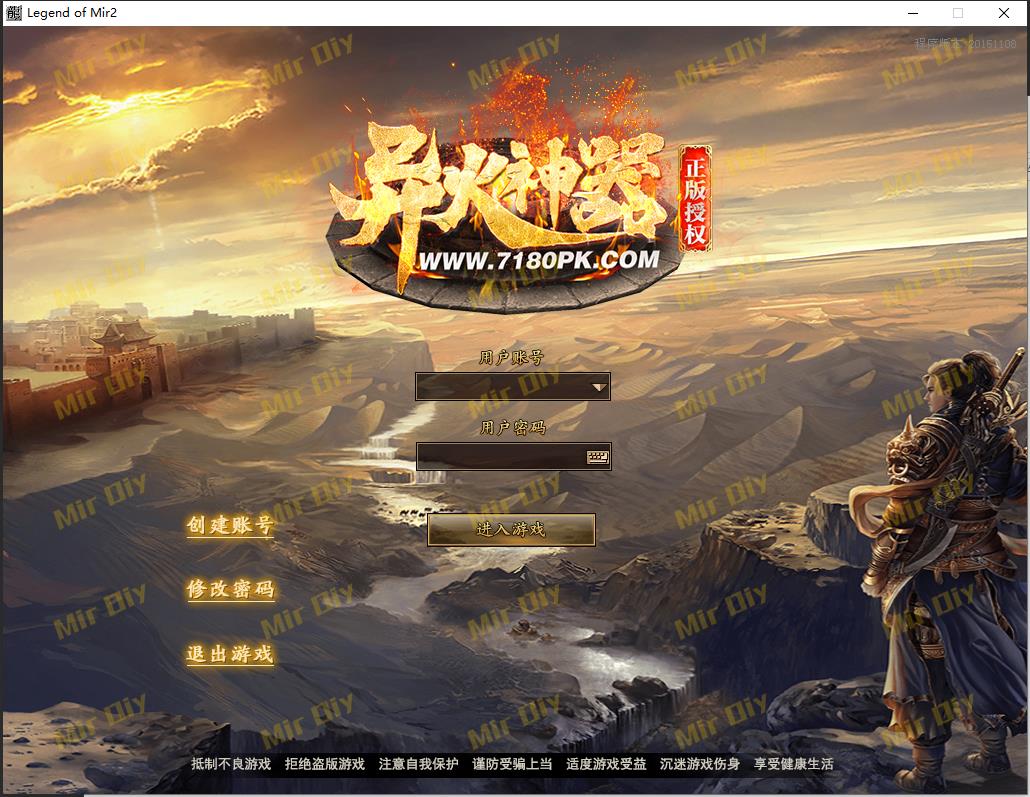 Legend of Mir2
程序版本:20151108
异火神器
正版授权
WWW.7180PK.COM
用户账号
用户密码
创建账号
进入游戏
修改密码
退出游戏
抵制不良游戏 拒绝盗版游戏 注意自我保护 谨防受骗上当 适度游戏受益 沉迷游戏伤身 享受健康生活
Mir Diy